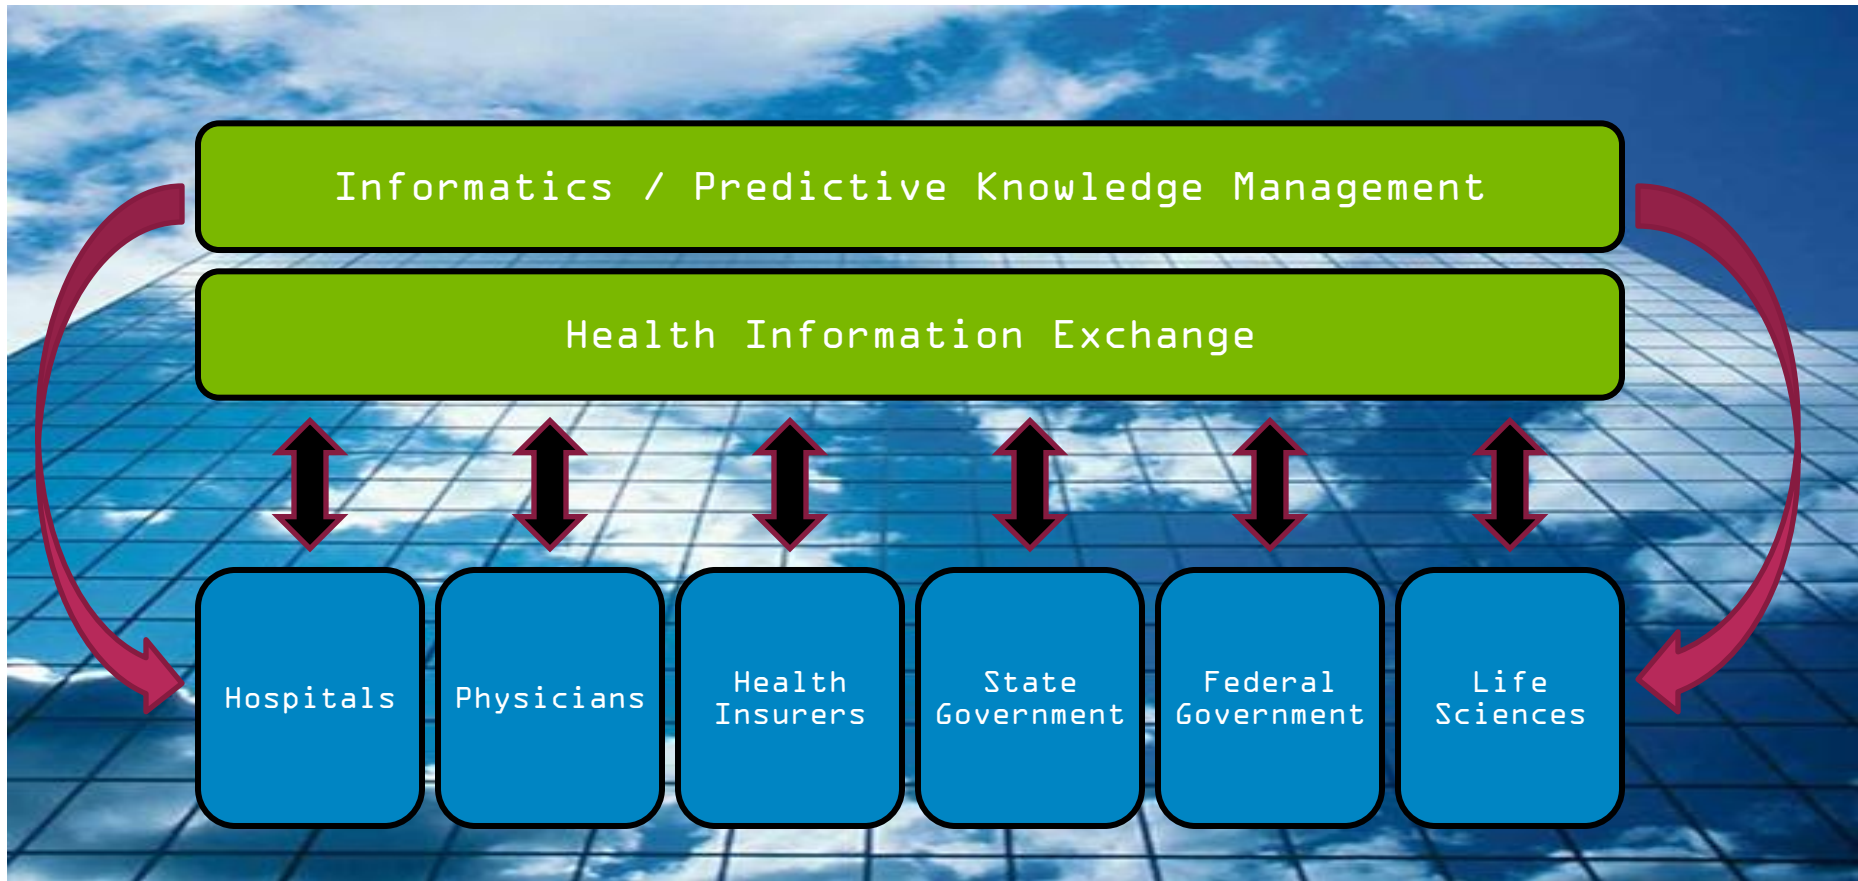 Informatics / Predictive Knowledge Management
Health Information Exchange
Hospitals
Physicians
Health
Insurers
State
Government
Federal
Government
Life
Sciences